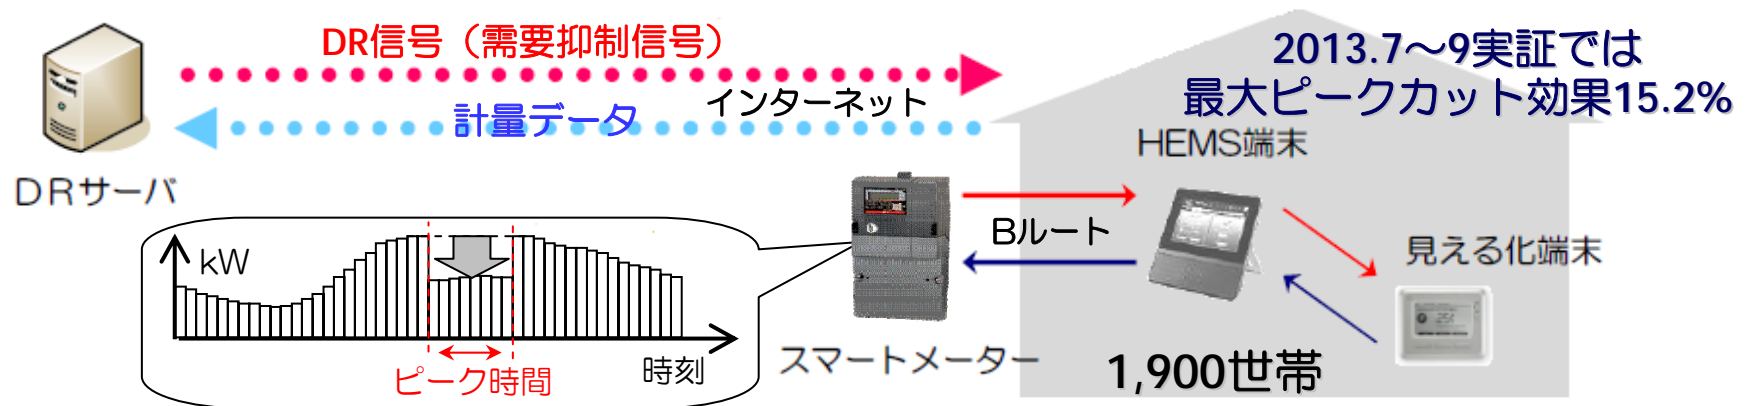 DR信号（需要抑制信号）
計量データ
インターネット
DRサーバ
2013.7～9実証では
最大ピークカット効果15.2%
HEMS端末
Bルート
見える化端末
kW
時刻
ピーク時間
スマートメーター
1,900世帯